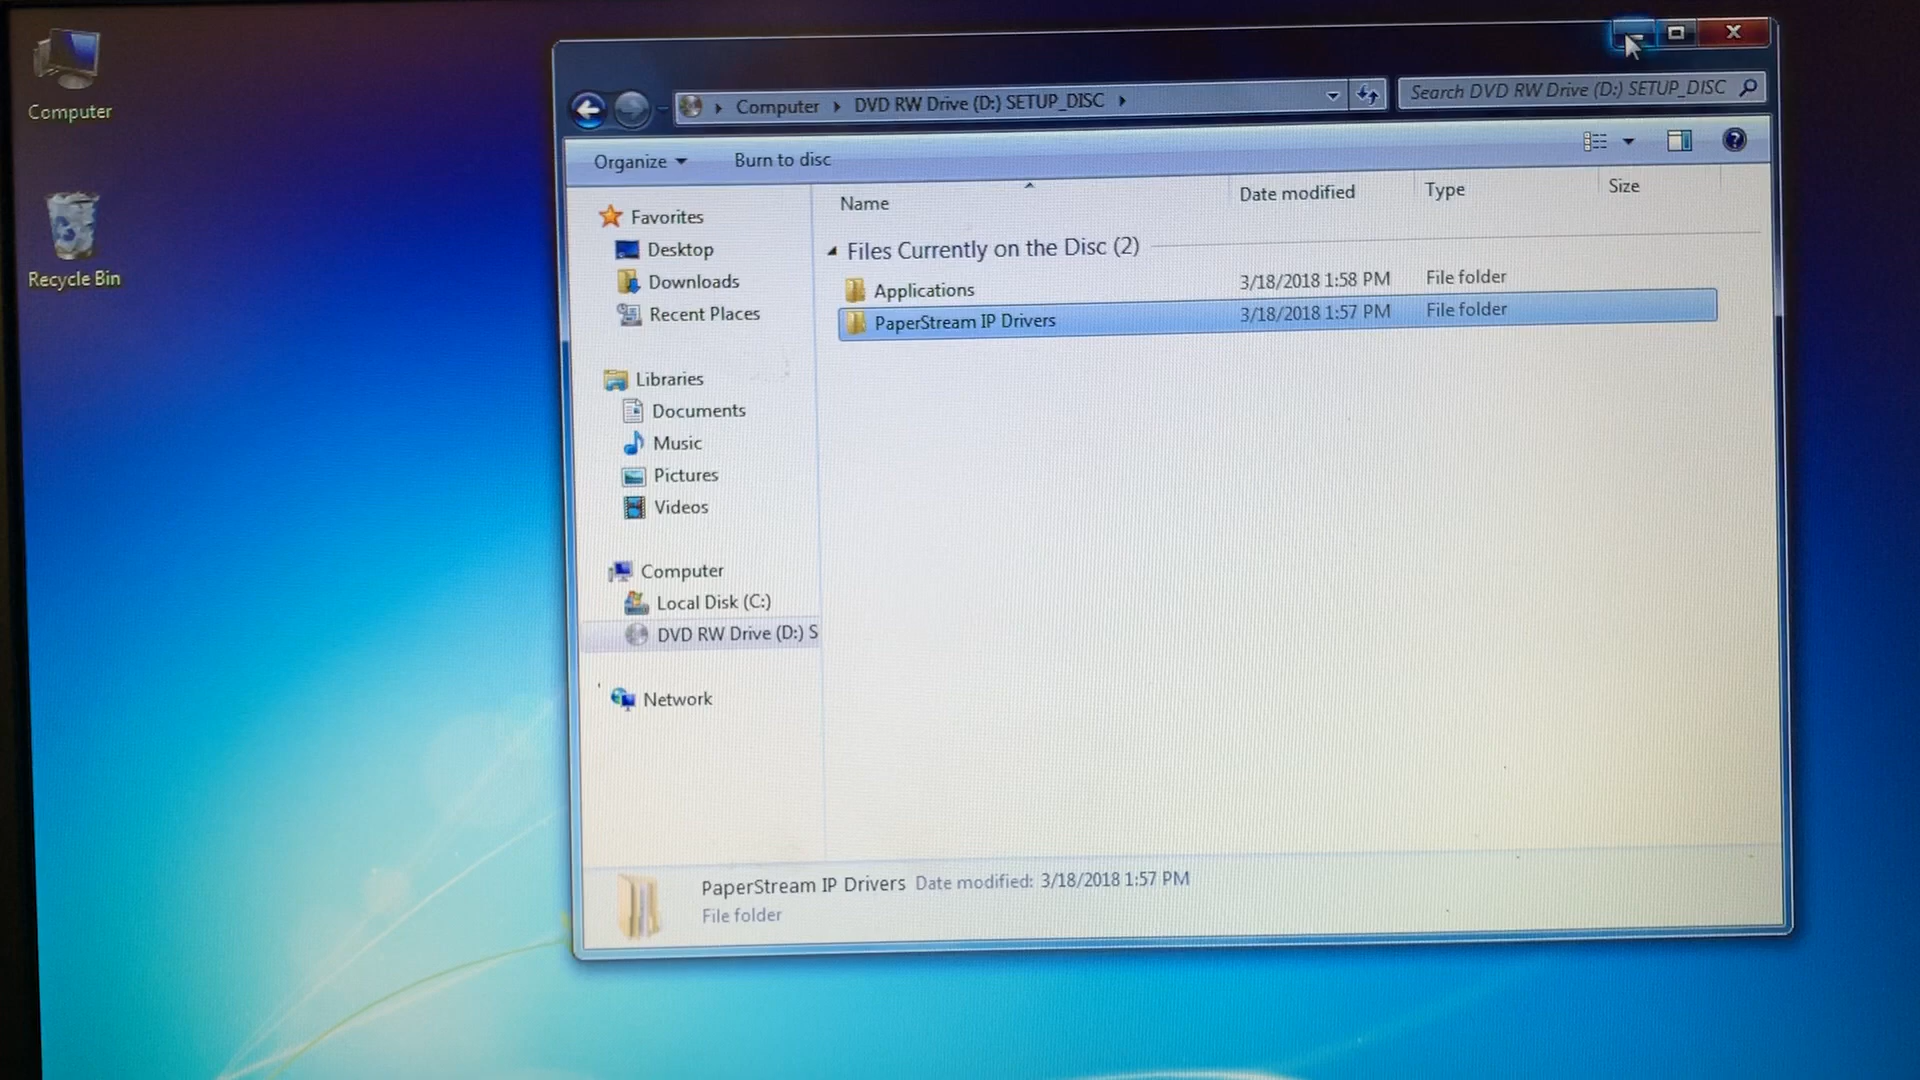 Computer
Recycle Bin
Computer DVD RW Drive (D:) SETUP_DISC
Search DVD RW Drive (D:) SETUP_DISC
Organize Burn to disc
Name Date modified Type Size
Favorites
Desktop
Downloads
Recent Places
Libraries
Documents
Music
Pictures
Videos
Computer
Local Disk (C:)
DVD RW Drive (D:) S
Network
Files Currently on the Disc (2)
Applications 3/18/2018 1:58 PM File folder
PaperStream IP Drivers 3/18/2018 1:57 PM File folder
PaperStream IP Drivers Date modified: 3/18/2018 1:57 PM
File folder